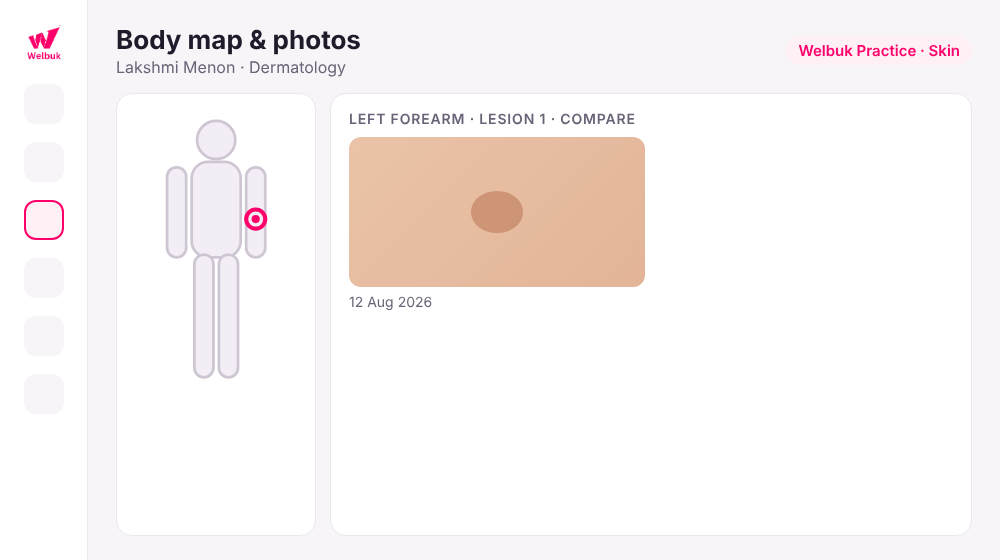 Welbuk
Body map & photos
Lakshmi Menon · Dermatology
Welbuk Practice · Skin
LEFT FOREARM · LESION 1 · COMPARE
12 Aug 2026